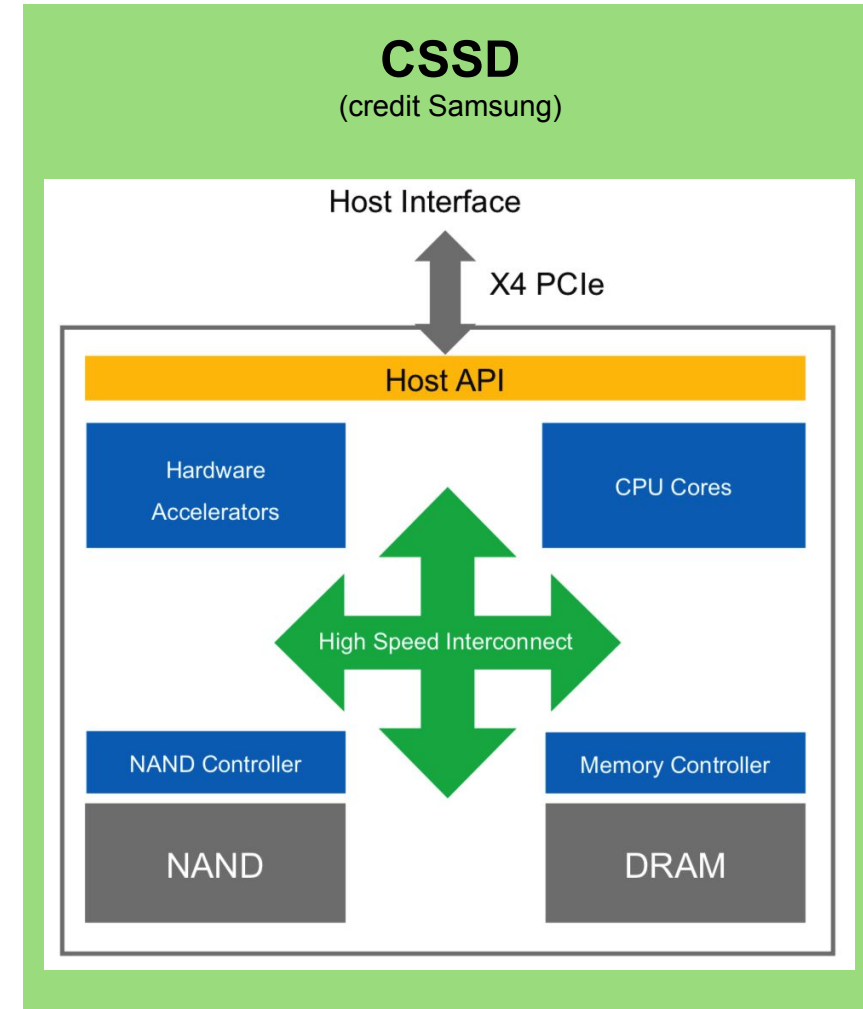 CSSD
(credit Samsung)
Host Interface
X4 PCIe
Host API
Hardware
Accelerators
CPU Cores
High Speed Interconnect
NAND Controller
Memory Controller
NAND
DRAM